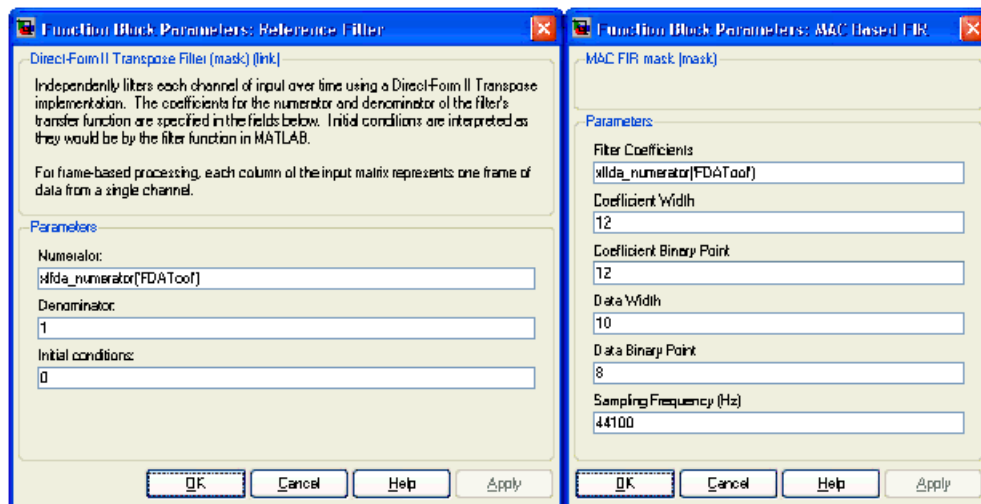 Function Block Parameters: Reference Filter
Direct-Form II Transpose Filter (mask) (link)
Independently filters each channel of input over time using a Direct-Form II Transpose
implementation. The coefficients for the numerator and denominator of the filter's
transfer function are specified in the fields below. Initial conditions are interpreted as
they would be by the filter function in MATLAB.
For frame-based processing, each column of the input matrix represents one frame of
data from a single channel.
Parameters
Numerator:
xlfda_numerator('FDATool')
Denominator:
1
Initial conditions:
0
OK
Cancel
Help
Apply
Function Block Parameters: MAC Based FIR
MAC FIR mask (mask)
Parameters
Filter Coefficients
xlfda_numerator('FDATool')
Coefficient Width
12
Coefficient Binary Point
12
Data Width
10
Data Binary Point
8
Sampling Frequency (Hz)
44100
OK
Cancel
Help
Apply